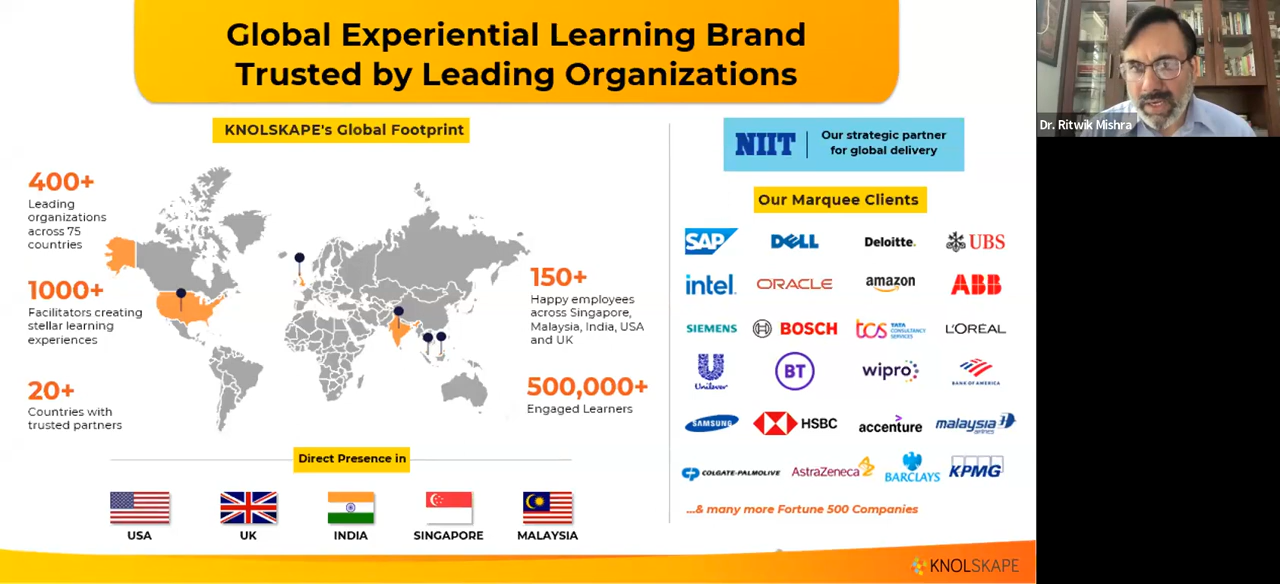 Global Experiential Learning Brand
Trusted by Leading Organizations
KNOLSKAPE's Global Footprint
400+
Leading
organizations
across 75
countries
1000+
Facilitators creating
stellar learning
experiences
20+
Countries with
trusted partners
150+
Happy employees
across Singapore,
Malaysia, India, USA
and UK
500,000+
Engaged Learners
Direct Presence in
USA
UK
INDIA
SINGAPORE
MALAYSIA
NIIT
Our strategic partner
for global delivery
Our Marquee Clients
SAP DELL Deloitte. UBS
intel. ORACLE amazon ABB
SIEMENS BOSCH tcs TATA
CONSULTANCY
SERVICES L'ORÉAL
Unilever BT wipro BANK OF AMERICA
SAMSUNG HSBC accenture malaysia
airlines
COLGATE-PALMOLIVE AstraZeneca BARCLAYS KPMG
...& many more Fortune 500 Companies
KNOLSKAPE
Dr. Ritwik Mishra